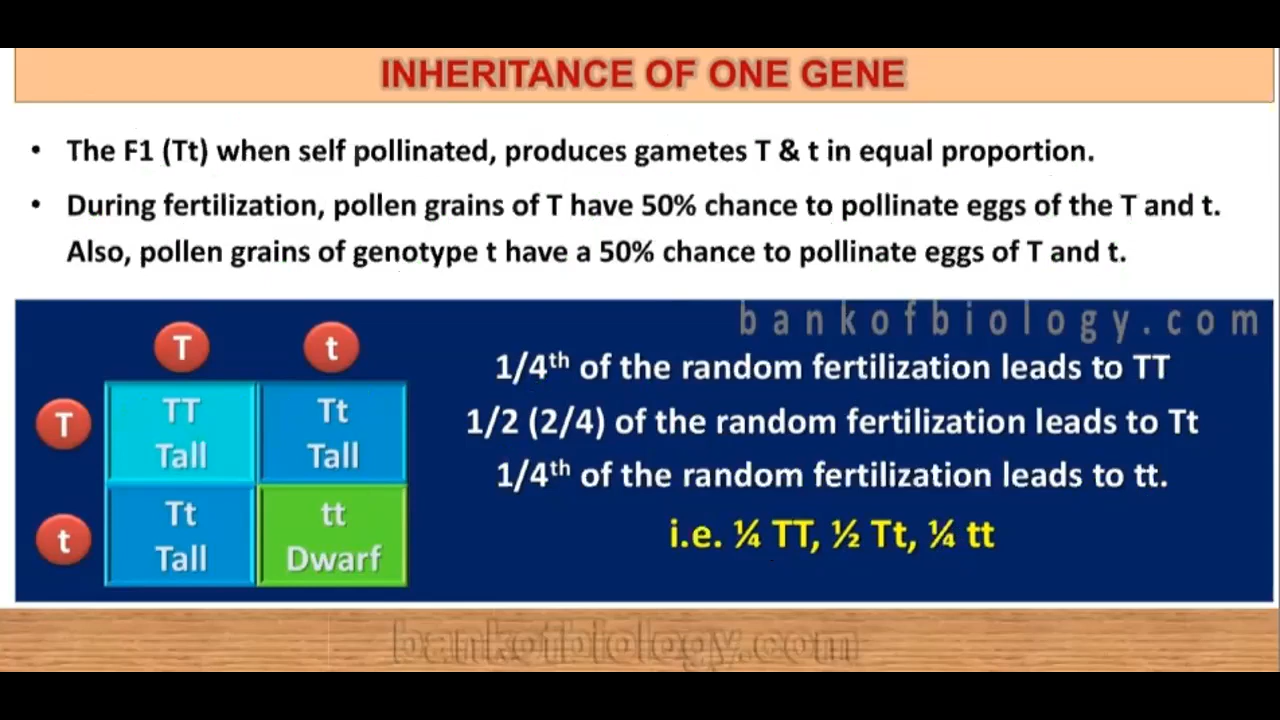 INHERITANCE OF ONE GENE
• The F1 (Tt) when self pollinated, produces gametes T & t in equal proportion.
• During fertilization, pollen grains of T have 50% chance to pollinate eggs of the T and t.
Also, pollen grains of genotype t have a 50% chance to pollinate eggs of T and t.
bankofbiology.com
T t
T
TT Tt
Tall Tall
t
Tt tt
Tall Dwarf
1/4th of the random fertilization leads to TT
1/2 (2/4) of the random fertilization leads to Tt
1/4th of the random fertilization leads to tt.
i.e. ¼ TT, ½ Tt, ¼ tt
bankofbiology.com